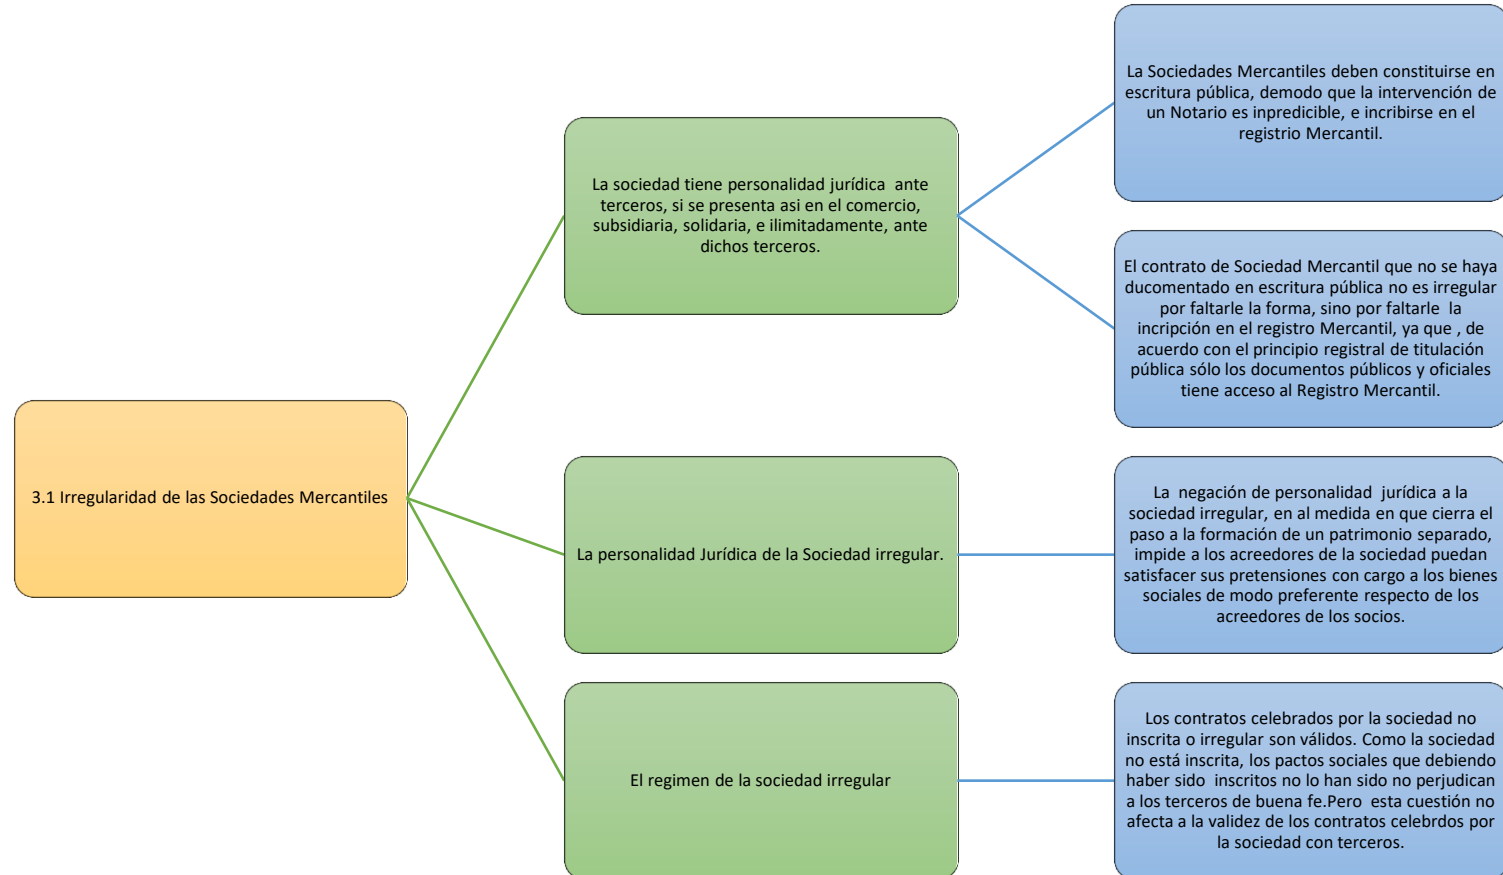 3.1 Irregularidad de las Sociedades Mercantiles
La sociedad tiene personalidad jurídica  ante
terceros, si se presenta asi en el comercio,
subsidiaria, solidaria, e ilimitadamente, ante
dichos terceros.
La Sociedades Mercantiles deben constituirse en
escritura pública, demodo que la intervención de
un Notario es inpredicible, e incribirse en el
registrio Mercantil.
El contrato de Sociedad Mercantil que no se haya
ducomentado en escritura pública no es irregular
por faltarle la forma, sino por faltarle  la
incripción en el registro Mercantil, ya que , de
acuerdo con el principio registral de titulación
pública sólo los documentos públicos y oficiales
tiene acceso al Registro Mercantil.
La personalidad Jurídica de la Sociedad irregular.
La  negación de personalidad  jurídica a la
sociedad irregular, en al medida en que cierra el
paso a la formación de un patrimonio separado,
impide a los acreedores de la sociedad puedan
satisfacer sus pretensiones con cargo a los bienes
sociales de modo preferente respecto de los
acreedores de los socios.
El regimen de la sociedad irregular
Los contratos celebrados por la sociedad no
inscrita o irregular son válidos. Como la sociedad
no está inscrita, los pactos sociales que debiendo
haber sido  inscritos no lo han sido no perjudican
a los terceros de buena fe.Pero  esta cuestión no
afecta a la validez de los contratos celebrdos por
la sociedad con terceros.